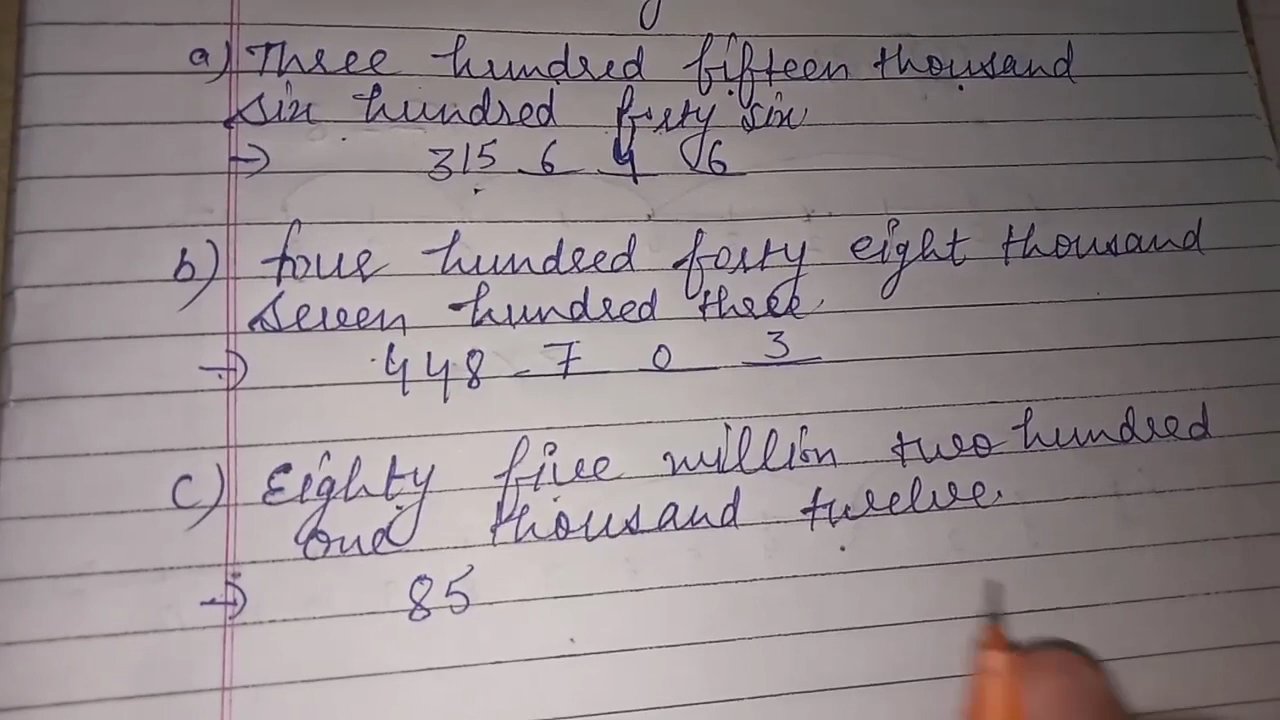 a) Three hundred fifteen thousand
six hundred forty six
→ 315 6 4 6
b) four hundred forty eight thousand
seven hundred three
→ 448 7 0 3
c) Eighty five million two hundred
four thousand twelve
→ 85